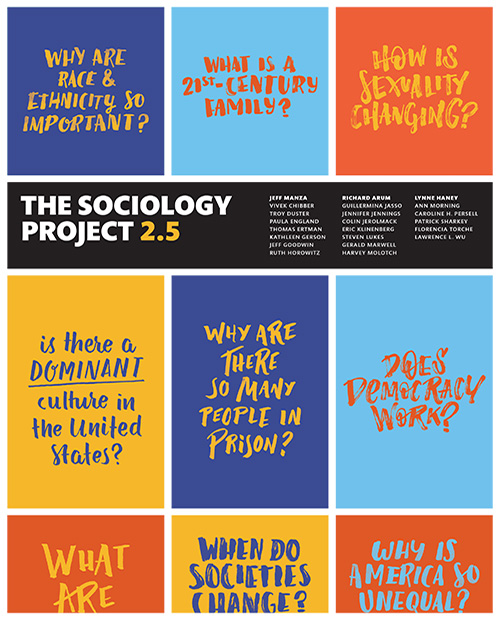 WHY ARE
RACE &
ETHNICITY SO
IMPORTANT?
WHAT IS A
21ST-CENTURY
FAMILY?
HOW IS
SEXUALITY
CHANGING?
THE SOCIOLOGY
PROJECT 2.5
JEFF MANZA
VIVEK CHIBBER
TROY DUSTER
PAULA ENGLAND
THOMAS ERTMAN
KATHLEEN GERSON
JEFF GOODWIN
RUTH HOROWITZ
RICHARD ARUM
GUILLERMINA JASSO
JENNIFER JENNINGS
COLIN JEROLMACK
ERIC KLINENBERG
STEVEN LUKES
GERALD MARWELL
HARVEY MOLOTCH
LYNNE HANEY
ANN MORNING
CAROLINE H. PERSELL
PATRICK SHARKEY
FLORENCIA TORCHE
LAWRENCE L. WU
is there a
DOMINANT
culture in
the United
States?
WHY ARE
THERE
SO MANY
PEOPLE IN
PRISON?
DOES
DEMOCRACY
WORK?
WHAT
ARE
WHEN DO
SOCIETIES
CHANGE?
WHY IS
AMERICA SO
UNEQUAL?